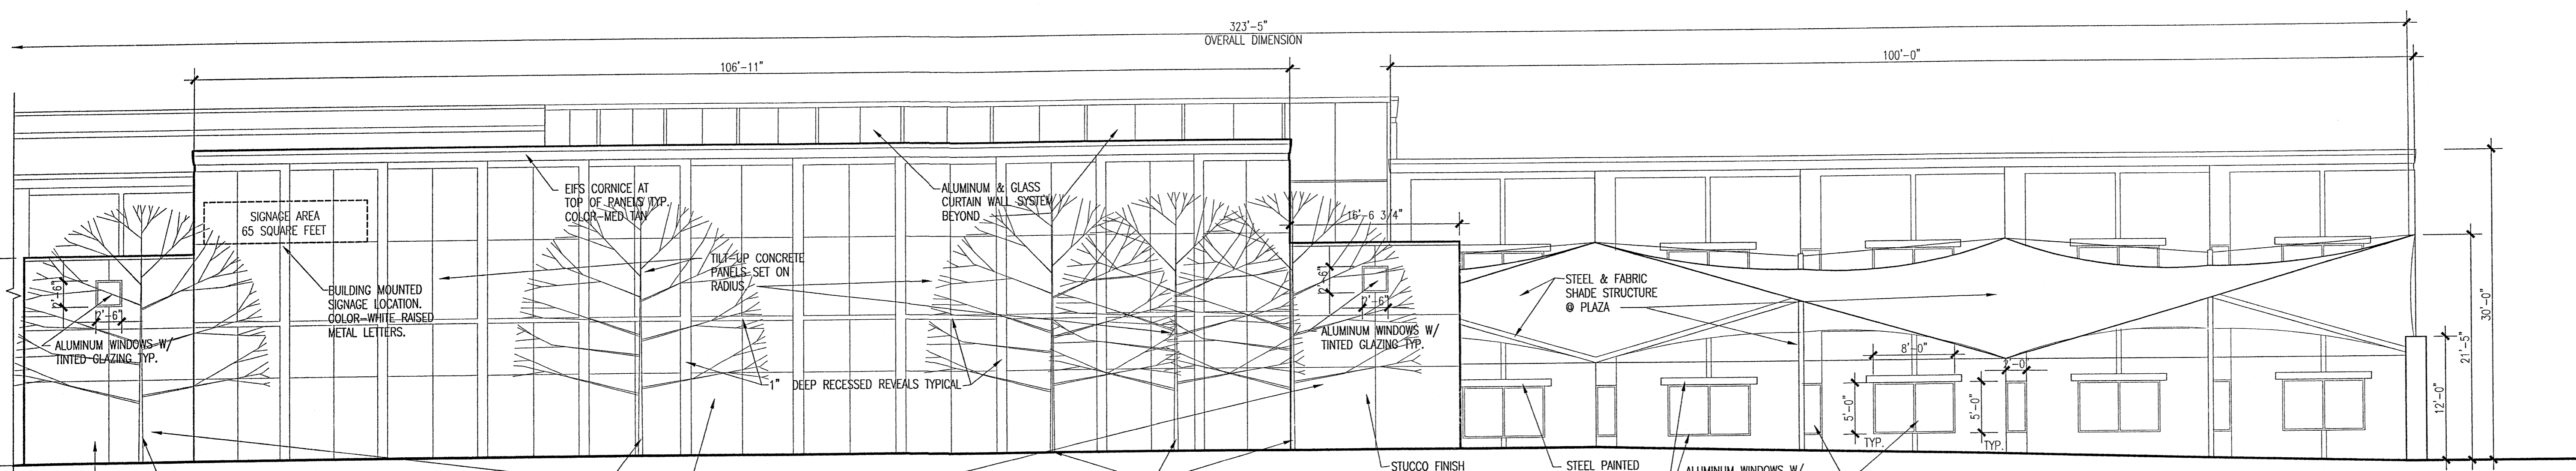 323'-5"
OVERALL DIMENSION
106'-11"
100'-0"
EIFS CORNICE AT
TOP OF PANELS TYP.
COLOR-MED TAN
ALUMINUM & GLASS
CURTAIN WALL SYSTEM
BEYOND
SIGNAGE AREA
65 SQUARE FEET
16'-6 3/4"
TILT-UP CONCRETE
PANELS SET ON
RADIUS.
2'-6"
2'-6"
BUILDING MOUNTED
SIGNAGE LOCATION.
COLOR-WHITE RAISED
METAL LETTERS.
2'-6"
2'-6"
STEEL & FABRIC
SHADE STRUCTURE
@ PLAZA
30'-0"
21'-5"
12'-0"
ALUMINUM WINDOWS W/
TINTED GLAZING TYP.
ALUMINUM WINDOWS W/
TINTED GLAZING TYP.
8'-0"
1" DEEP RECESSED REVEALS TYPICAL
5'-0"
TYP.
5'-0"
TYP.
STUCCO FINISH
STEEL PAINTED
ALUMINUM WINDOWS W/